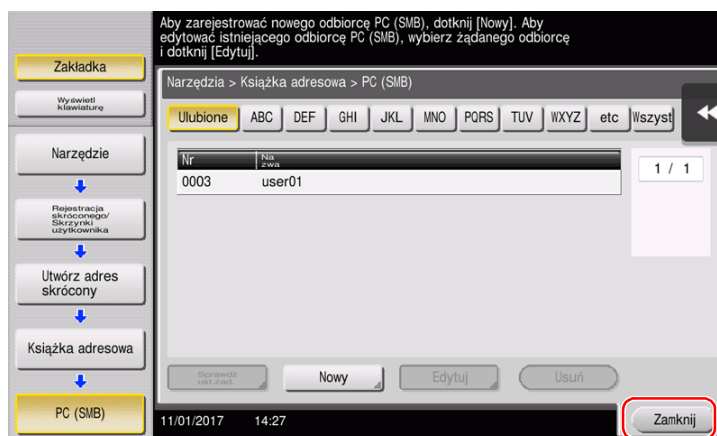 Aby zarejestrować nowego odbiorcę PC (SMB), dotknij [Nowy]. Aby
edytować istniejącego odbiorcę PC (SMB), wybierz żądanego odbiorcę
i dotknij [Edytuj].
Zakładka
Wyświetl
klawiaturę
Narzędzie
Rejestracja
skróconego/
Skrzynki
użytkownika
Utwórz adres
skrócony
Książka adresowa
PC (SMB)
Narzędzia > Książka adresowa > PC (SMB)
Ulubione ABC DEF GHI JKL MNO PQRS TUV WXYZ etc Wszyst
Nr Na
zwa
0003 user01
1 / 1
Sprawdź
ust.zad.
Nowy Edytuj Usuń
11/01/2017 14:27 Zamknij